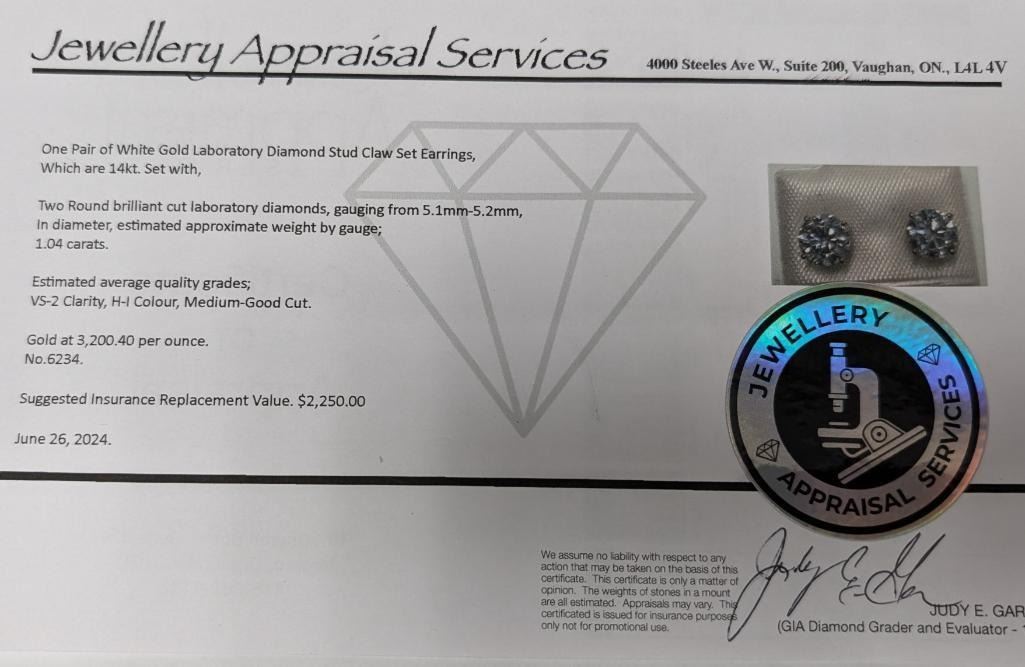 Jewellery Appraisal Services
4000 Steeles Ave W., Suite 200, Vaughan, ON., L4L 4V
One Pair of White Gold Laboratory Diamond Stud Claw Set Earrings,
Which are 14kt. Set with,
Two Round brilliant cut laboratory diamonds, gauging from 5.1mm-5.2mm,
In diameter, estimated approximate weight by gauge;
1.04 carats.
Estimated average quality grades;
VS-2 Clarity, H-I Colour, Medium-Good Cut.
Gold at 3,200.40 per ounce.
No.6234.
Suggested Insurance Replacement Value. $2,250.00
June 26, 2024.
JEWELLERY
APPRAISAL SERVICES
We assume no liability with respect to any
action that may be taken on the basis of this
certificate. This certificate is only a matter of
opinion. The weights of stones in a mount
are all estimated. Appraisals may vary. This
certificated is issued for insurance purposes
only not for promotional use.
JUDY E. GAR
(GIA Diamond Grader and Evaluator -